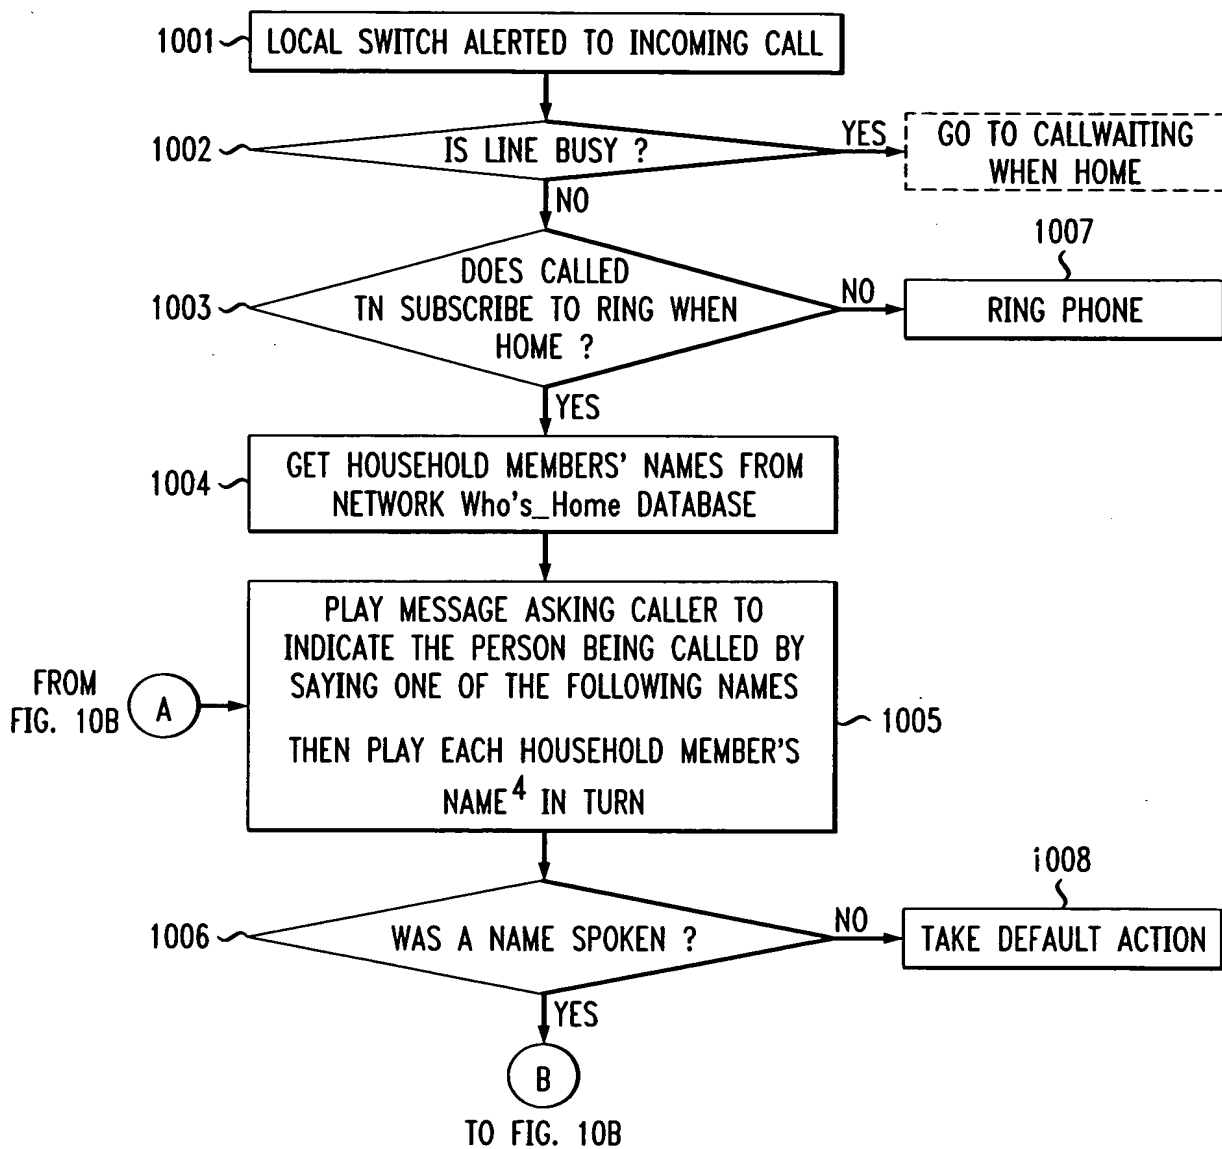 1001 LOCAL SWITCH ALERTED TO INCOMING CALL
1002 IS LINE BUSY ?
YES
GO TO CALLWAITING
WHEN HOME
NO
1003
DOES CALLED
TN SUBSCRIBE TO RING WHEN
HOME ?
NO
1007
RING PHONE
YES
1004
GET HOUSEHOLD MEMBERS' NAMES FROM
NETWORK Who's_Home DATABASE
FROM
FIG. 10B
A
PLAY MESSAGE ASKING CALLER TO
INDICATE THE PERSON BEING CALLED BY
SAYING ONE OF THE FOLLOWING NAMES
THEN PLAY EACH HOUSEHOLD MEMBER'S
NAME⁴ IN TURN
1005
1006 WAS A NAME SPOKEN ?
NO
i008
TAKE DEFAULT ACTION
YES
B
TO FIG. 10B